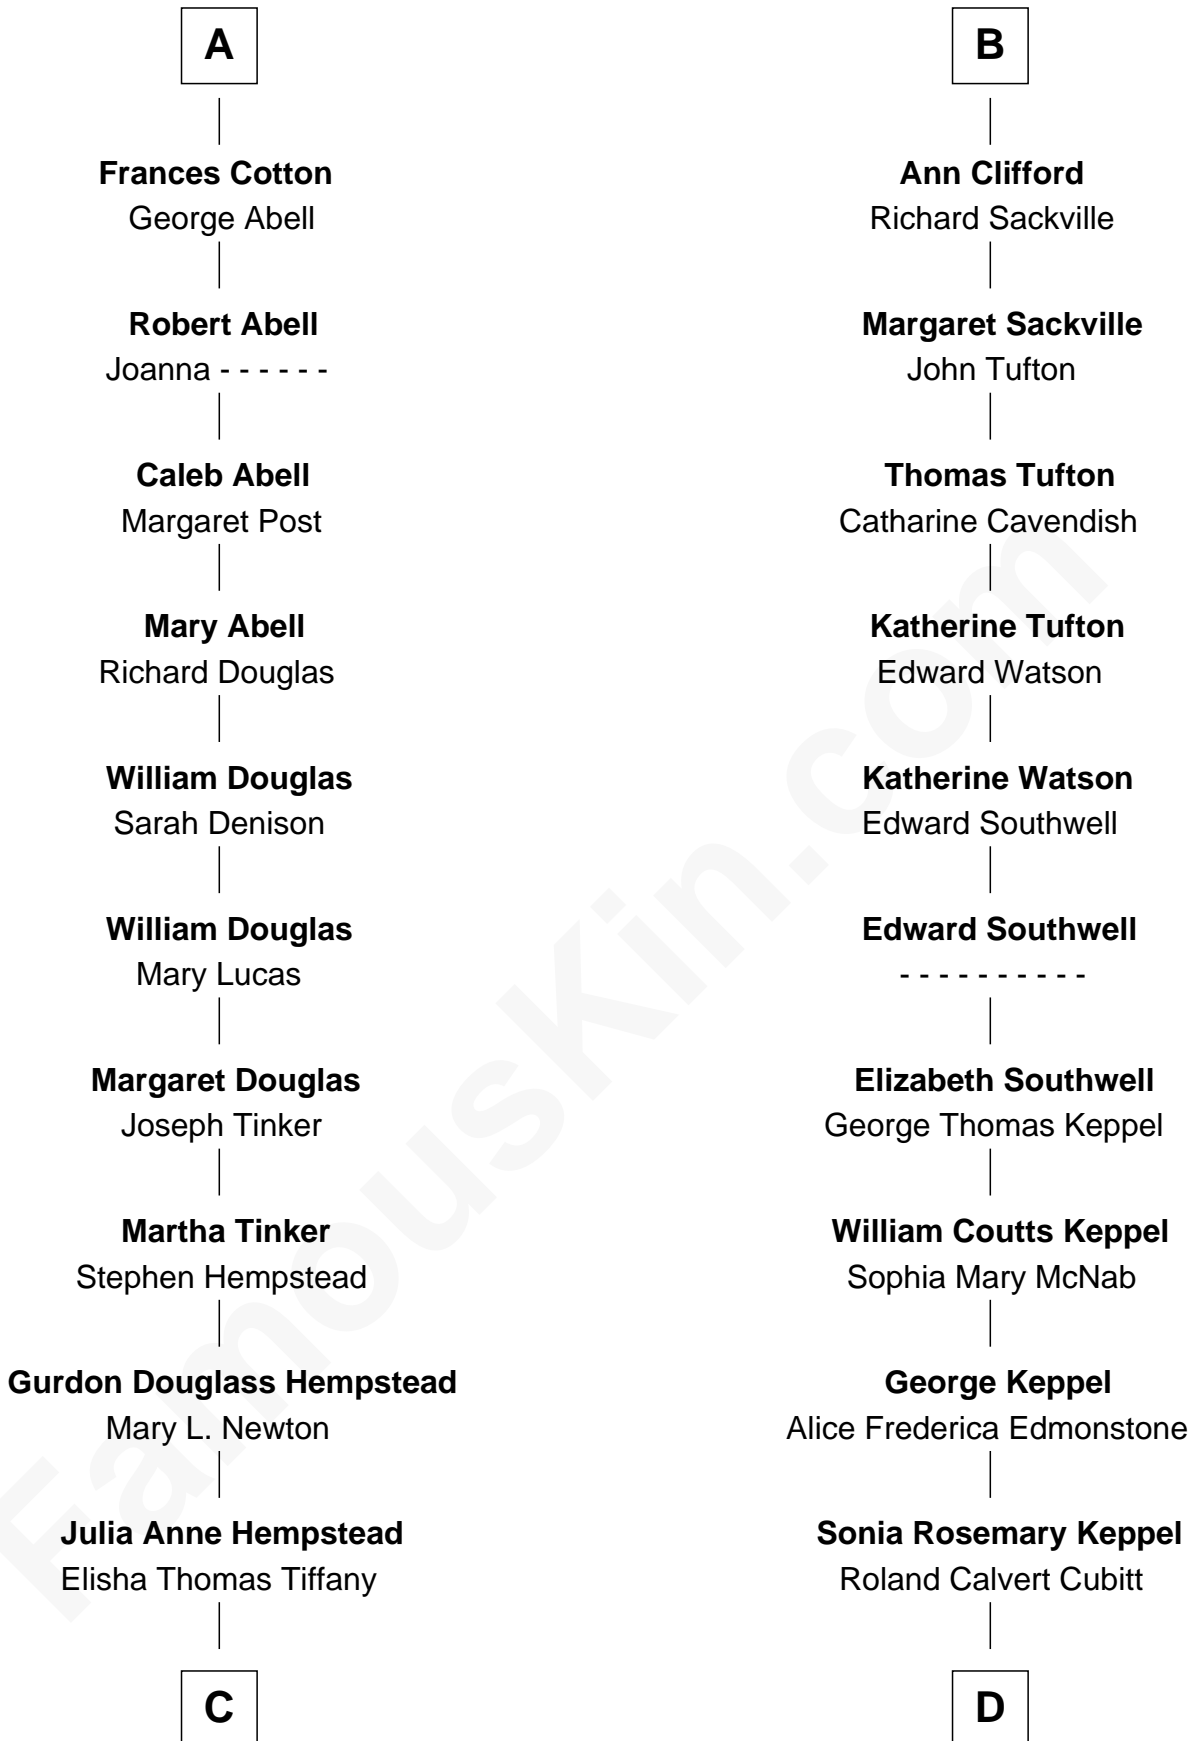 A
Frances Cotton
George Abell
Robert Abell
Joanna - - - - - -
Caleb Abell
Margaret Post
Mary Abell
Richard Douglas
William Douglas
Sarah Denison
William Douglas
Mary Lucas
Margaret Douglas
Joseph Tinker
Martha Tinker
Stephen Hempstead
Gurdon Douglass Hempstead
Mary L. Newton
Julia Anne Hempstead
Elisha Thomas Tiffany
C
B
Ann Clifford
Richard Sackville
Margaret Sackville
John Tufton
Thomas Tufton
Catharine Cavendish
Katherine Tufton
Edward Watson
Katherine Watson
Edward Southwell
Edward Southwell
- - - - - - - - - -
Elizabeth Southwell
George Thomas Keppel
William Coutts Keppel
Sophia Mary McNab
George Keppel
Alice Frederica Edmonstone
Sonia Rosemary Keppel
Roland Calvert Cubitt
D
FamousKin.com